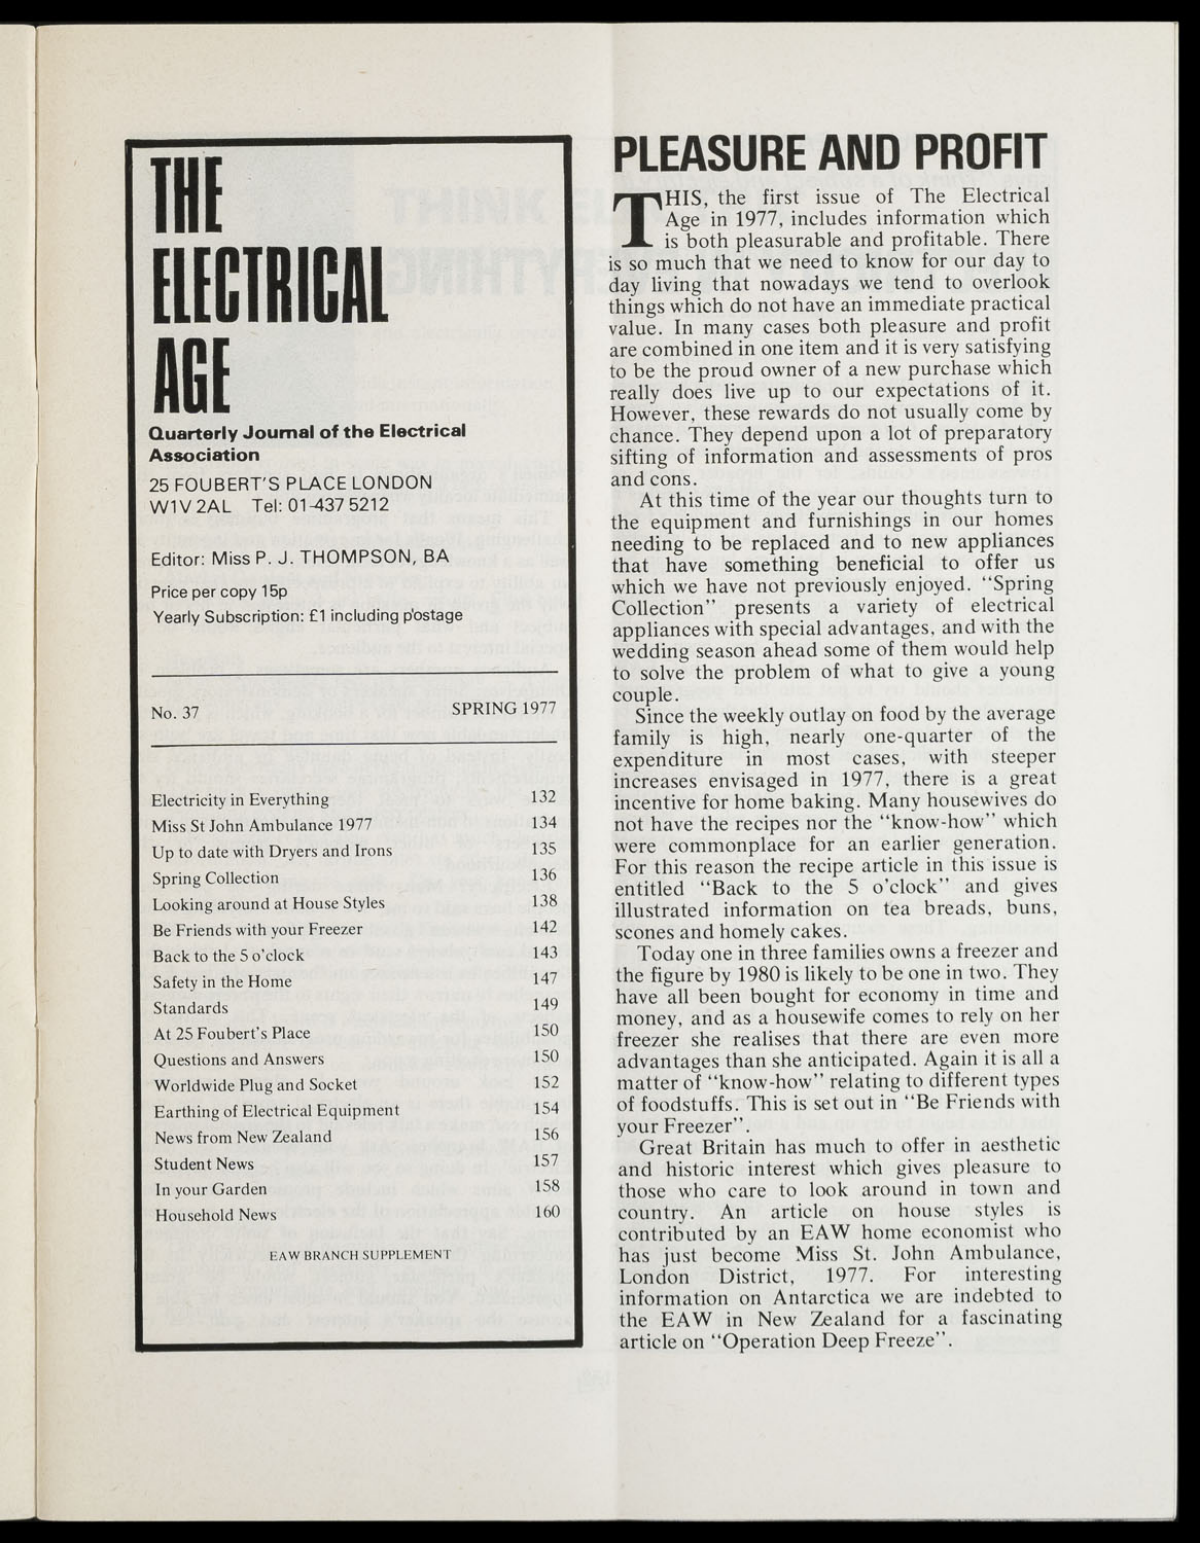 THE
ELECTRICAL
AGE
Quarterly Journal of the Electrical
Association
25 FOUBERT'S PLACE LONDON
W1V 2AL Tel: 01-437 5212
Editor: Miss P. J. THOMPSON, BA
Price per copy 15p
Yearly Subscription: £1 including postage
No. 37 SPRING 1977
Electricity in Everything 132
Miss St John Ambulance 1977 134
Up to date with Dryers and Irons 135
Spring Collection 136
Looking around at House Styles 138
Be Friends with your Freezer 142
Back to the 5 o'clock 143
Safety in the Home 147
Standards 149
At 25 Foubert's Place 150
Questions and Answers 150
Worldwide Plug and Socket 152
Earthing of Electrical Equipment 154
News from New Zealand 156
Student News 157
In your Garden 158
Household News 160
EAW BRANCH SUPPLEMENT
PLEASURE AND PROFIT
THIS, the first issue of The Electrical
Age in 1977, includes information which
is both pleasurable and profitable. There
is so much that we need to know for our day to
day living that nowadays we tend to overlook
things which do not have an immediate practical
value. In many cases both pleasure and profit
are combined in one item and it is very satisfying
to be the proud owner of a new purchase which
really does live up to our expectations of it.
However, these rewards do not usually come by
chance. They depend upon a lot of preparatory
sifting of information and assessments of pros
and cons.
At this time of the year our thoughts turn to
the equipment and furnishings in our homes
needing to be replaced and to new appliances
that have something beneficial to offer us
which we have not previously enjoyed. "Spring
Collection" presents a variety of electrical
appliances with special advantages, and with the
wedding season ahead some of them would help
to solve the problem of what to give a young
couple.
Since the weekly outlay on food by the average
family is high, nearly one-quarter of the
expenditure in most cases, with steeper
increases envisaged in 1977, there is a great
incentive for home baking. Many housewives do
not have the recipes nor the "know-how" which
were commonplace for an earlier generation.
For this reason the recipe article in this issue is
entitled "Back to the 5 o'clock" and gives
illustrated information on tea breads, buns,
scones and homely cakes.
Today one in three families owns a freezer and
the figure by 1980 is likely to be one in two. They
have all been bought for economy in time and
money, and as a housewife comes to rely on her
freezer she realises that there are even more
advantages than she anticipated. Again it is all a
matter of "know-how" relating to different types
of foodstuffs. This is set out in "Be Friends with
your Freezer".
Great Britain has much to offer in aesthetic
and historic interest which gives pleasure to
those who care to look around in town and
country. An article on house styles is
contributed by an EAW home economist who
has just become Miss St. John Ambulance,
London District, 1977. For interesting
information on Antarctica we are indebted to
the EAW in New Zealand for a fascinating
article on "Operation Deep Freeze".